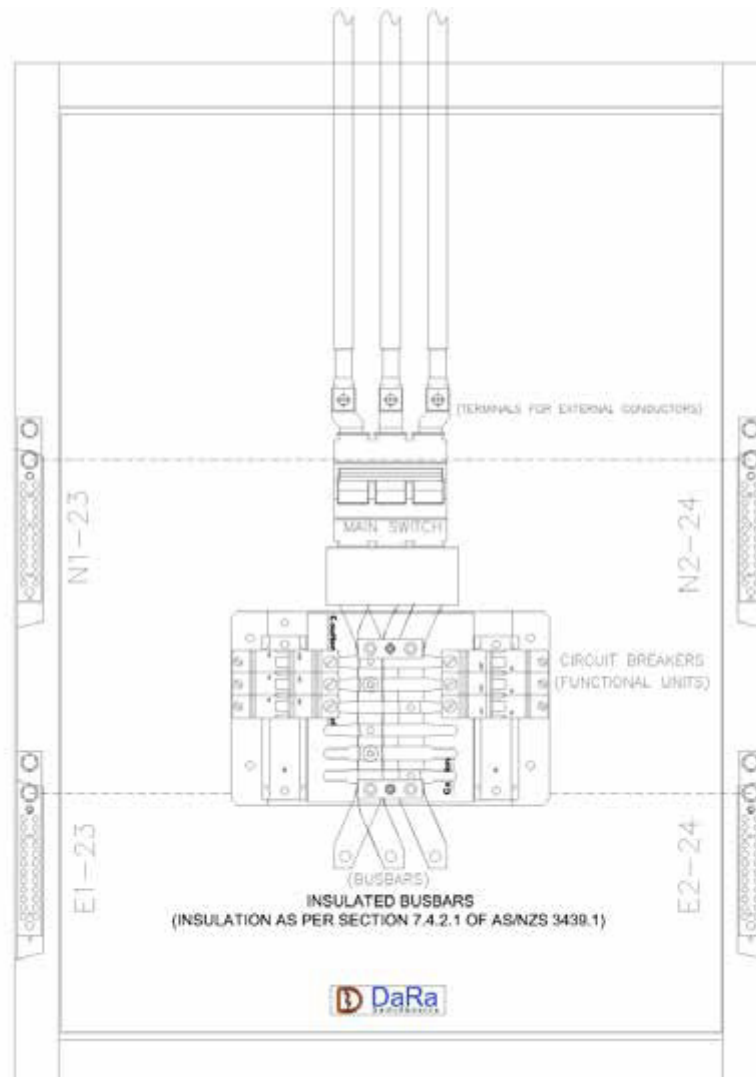 (TERMINALS FOR EXTERNAL CONDUCTORS)
N1-23
MAIN SWITCH
N2-24
CIRCUIT BREAKERS
(FUNCTIONAL UNITS)
E1-23
E2-24
(BUSBARS)
INSULATED BUSBARS
(INSULATION AS PER SECTION 7.4.2.1 OF AS/NZS 3439.1)
DaRa